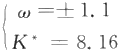 ω=± 1.1
K* = 8.16